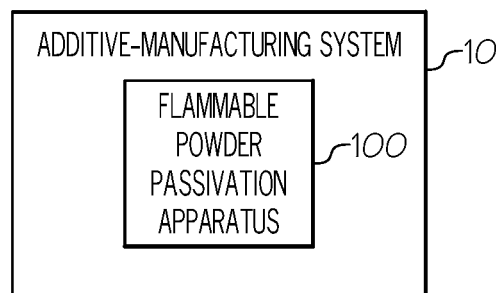 ADDITIVE-MANUFACTURING SYSTEM
10
FLAMMABLE
POWDER
PASSIVATION
APPARATUS
100